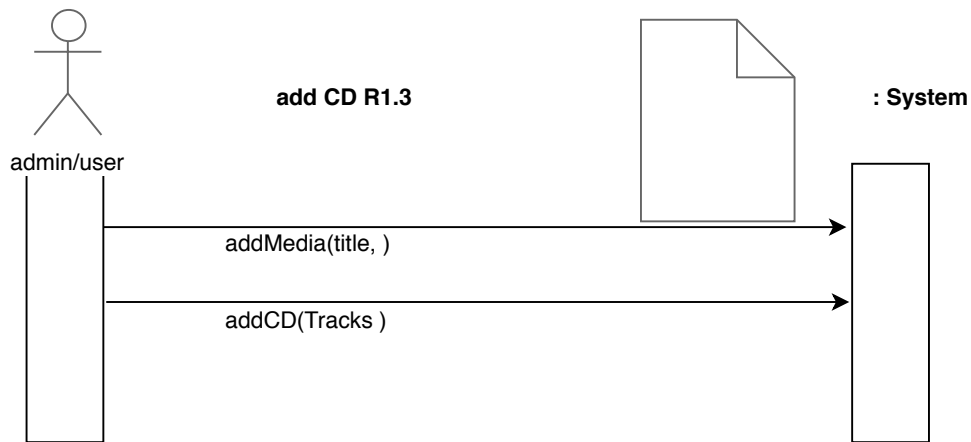 add CD R1.3
: System
admin/user
addMedia(title, )
addCD(Tracks )